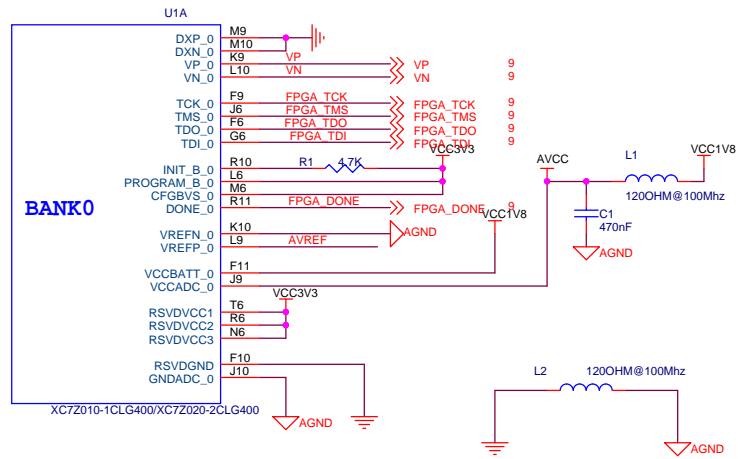 U1A
DXP_0 M9
DXN_0 M10
VP_0 K9 VP VP 9
VN_0 L10 VN VN 9
TCK_0 F9 FPGA_TCK FPGA_TCK 9
TMS_0 J6 FPGA_TMS FPGA_TMS 9
TDO_0 F6 FPGA_TDO FPGA_TDO 9
TDI_0 G6 FPGA_TDI FPGA_TDI 9
VCC3V3
INIT_B_0 R10 R1 4.7K
PROGRAM_B_0 L6
CFGBVS_0 M6
DONE_0 R11 FPGA_DONE FPGA_DONE 9
BANK0
VCC1V8
VREFN_0 K10 AGND
VREFP_0 L9 AVREF
VCCBATT_0 F11
VCCADC_0 J9
VCC3V3
RSVDVCC1 T6
RSVDVCC2 R6
RSVDVCC3 N6
RSVDGND F10
GNDADC_0 J10
AGND
XC7Z010-1CLG400/XC7Z020-2CLG400
AVCC
L1
VCC1V8
120OHM@100Mhz
C1
470nF
AGND
L2 120OHM@100Mhz
AGND